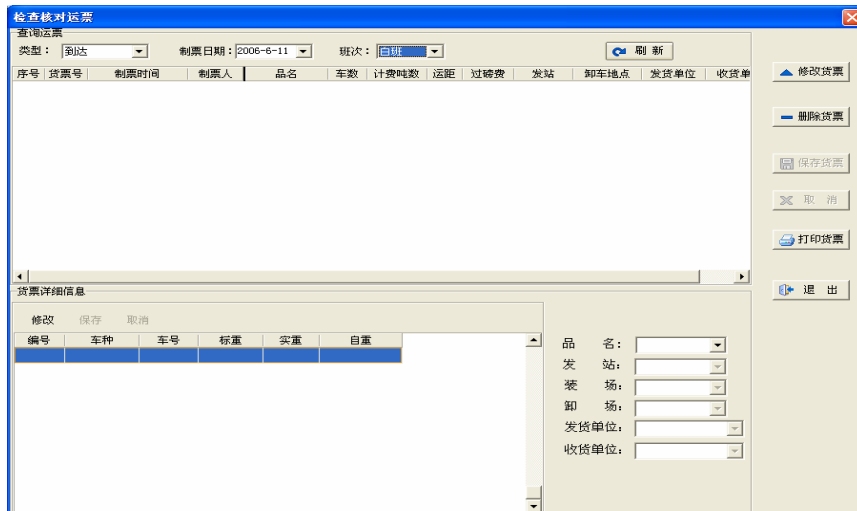 检查核对运票
查询运票
类型： 到达 制票日期：2006-6-11 班次： 白班 刷 新
序号 货票号 制票时间 制票人 品名 车数 计费吨数 运距 过磅费 发站 卸车地点 发货单位 收货单
修改货票
删除货票
保存货票
取 消
打印货票
退 出
货票详细信息
修改 保存 取消
编号 车种 车号 标重 实重 自重
品 名：
发 站：
装 场：
卸 场：
发货单位：
收货单位：